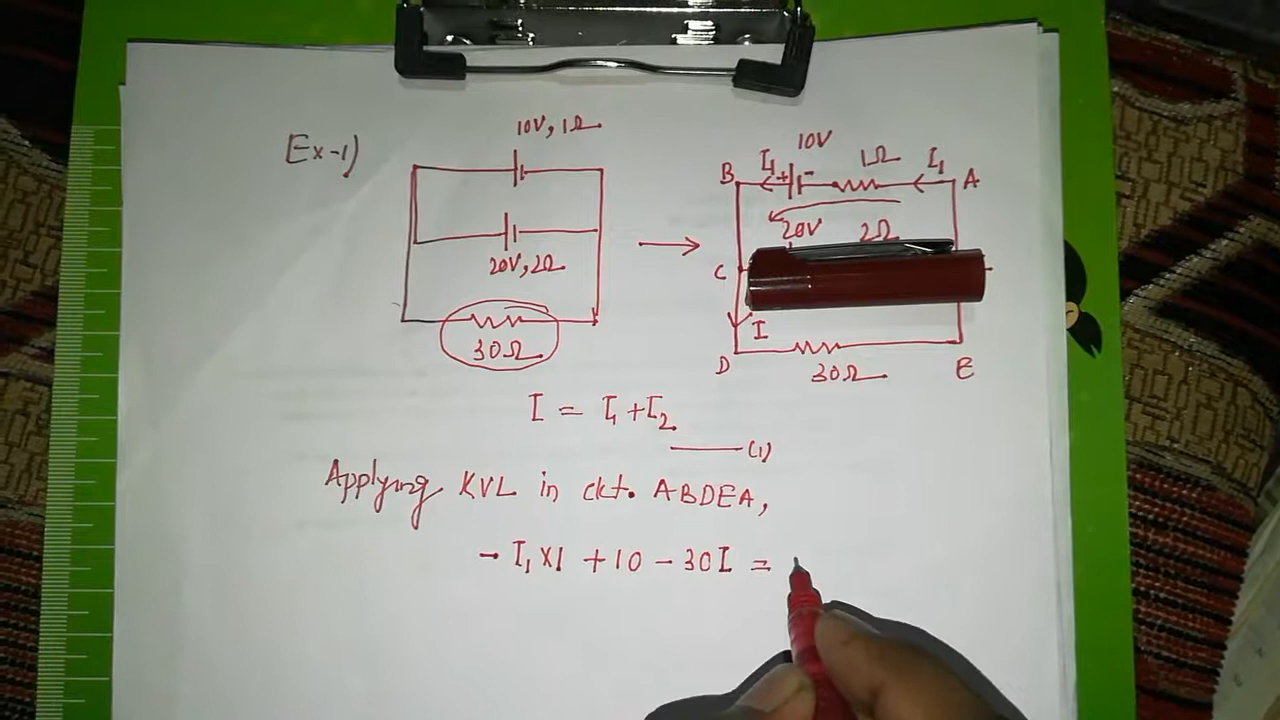 Ex-1)
10V, 1Ω
20V, 2Ω
30Ω
10V
B I₁ + - 1Ω I₁ A
20V 2Ω
C
I
D 30Ω E
I = I₁ + I₂
(1)
Applying KVL in ckt. ABDEA,
- I₁ X1 + 10 - 30I =